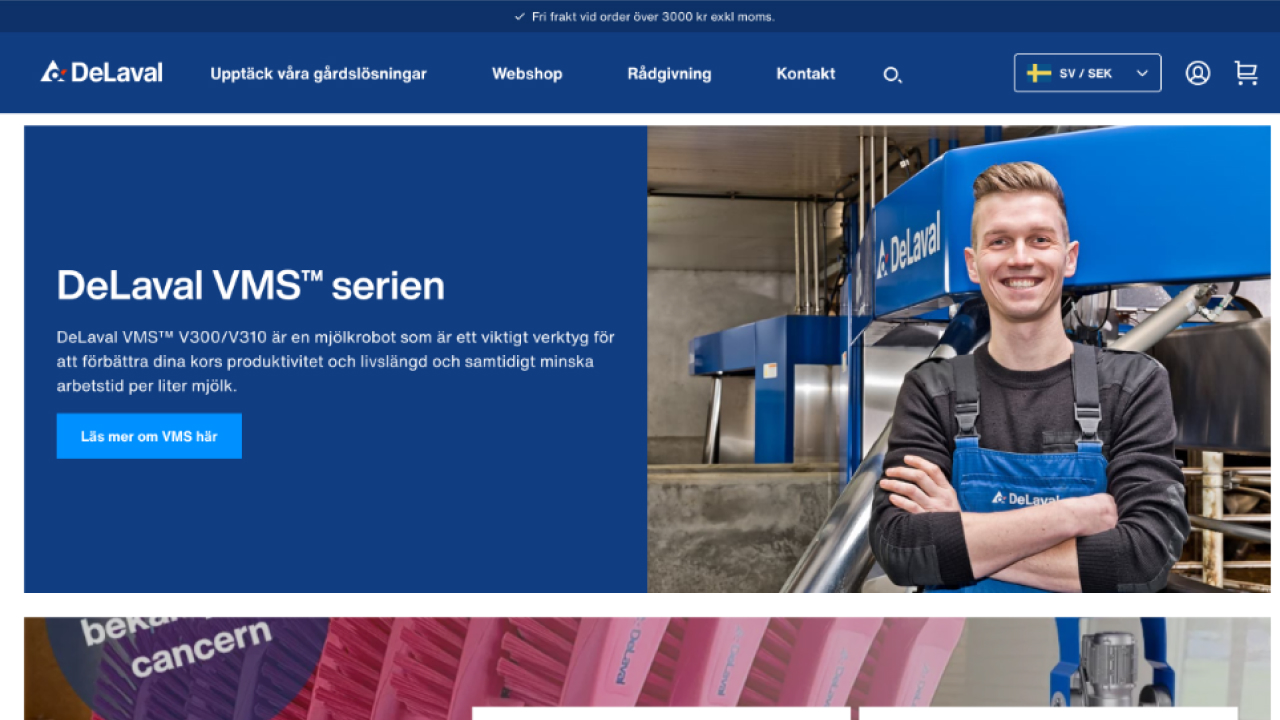 Fri frakt vid order över 3000 kr exkl moms.
DeLaval
Upptäck våra gårdslösningar
Webshop
Rådgivning
Kontakt
SV / SEK
DeLaval VMS™ serien
DeLaval VMS™ V300/V310 är en mjölkrobot som är ett viktigt verktyg för
att förbättra dina kors produktivitet och livslängd och samtidigt minska
arbetstid per liter mjölk.
Läs mer om VMS här
DeLaval
DeLaval
cancern
DeLaval
DeLaval
DeLaval